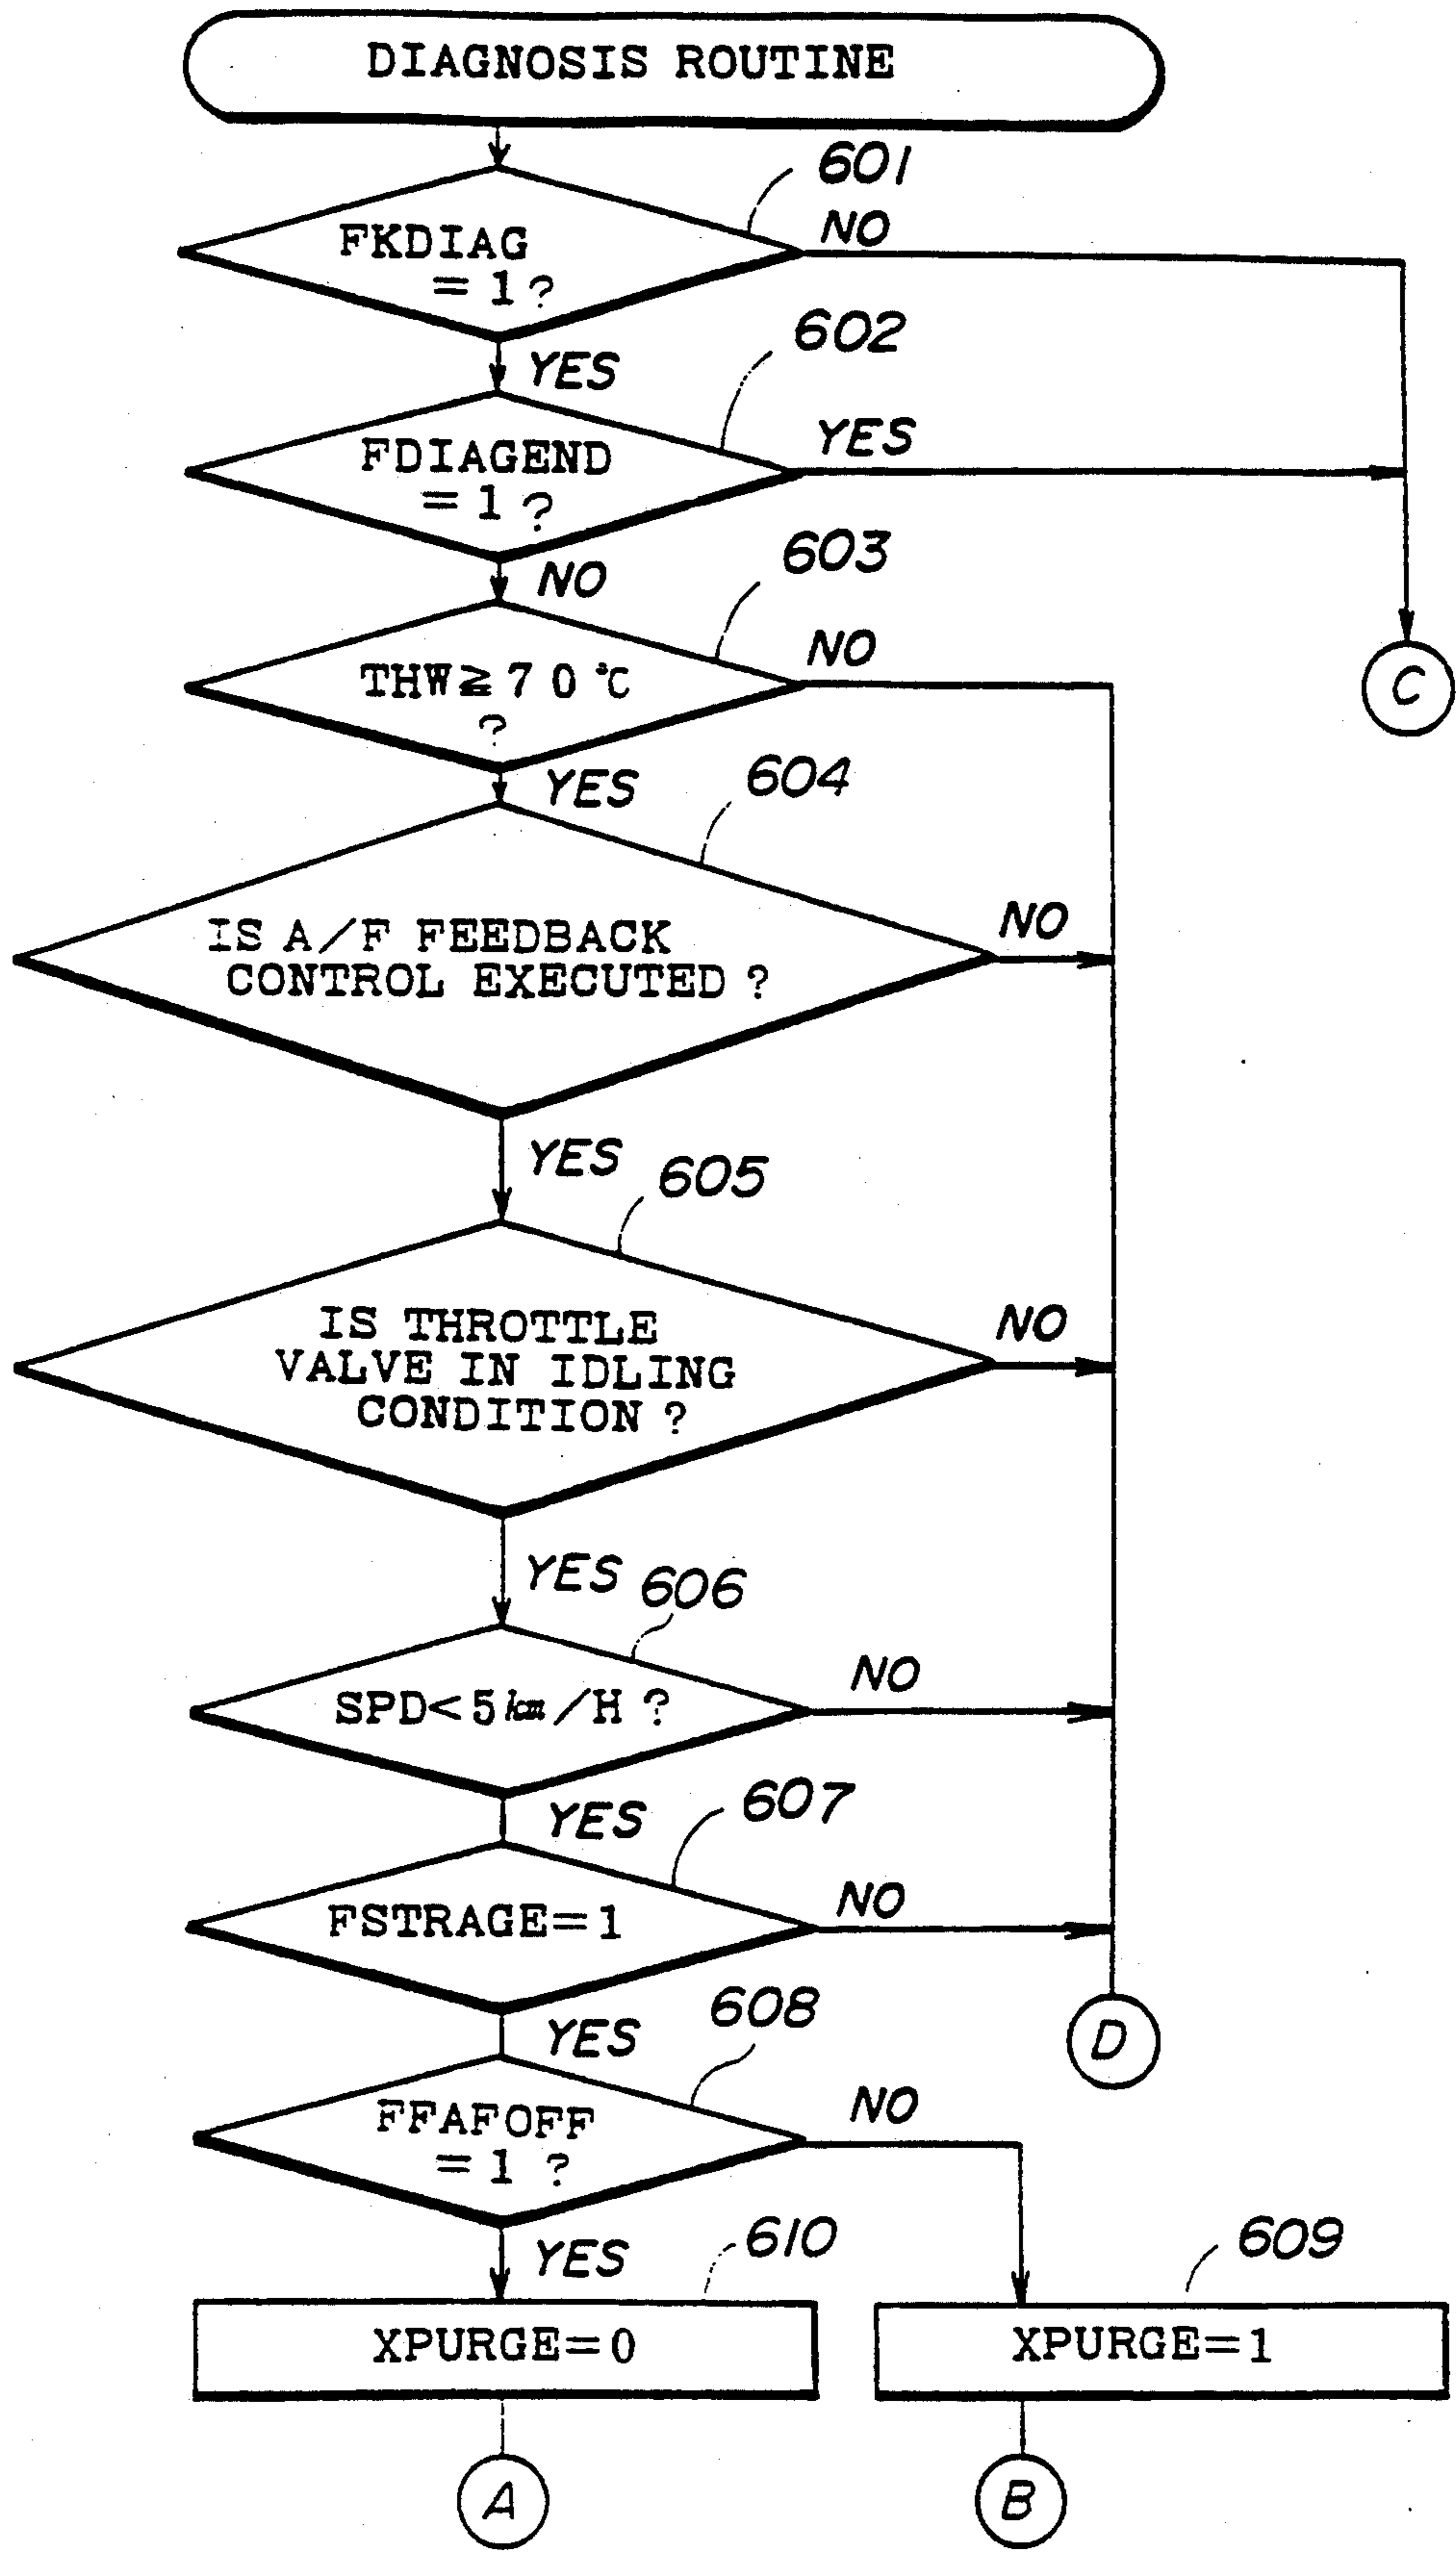 DIAGNOSIS ROUTINE
601
FKDIAG
=1?
NO
YES
602
FDIAGEND
=1?
YES
NO
603
THW≧70℃
?
NO
C
YES
604
IS A/F FEEDBACK
CONTROL EXECUTED?
NO
YES
605
IS THROTTLE
VALVE IN IDLING
CONDITION?
NO
YES
606
SPD<5km/H?
NO
YES
607
FSTRAGE=1
NO
D
YES
608
FFAFOFF
=1?
NO
YES
610
609
XPURGE=0
XPURGE=1
A
B